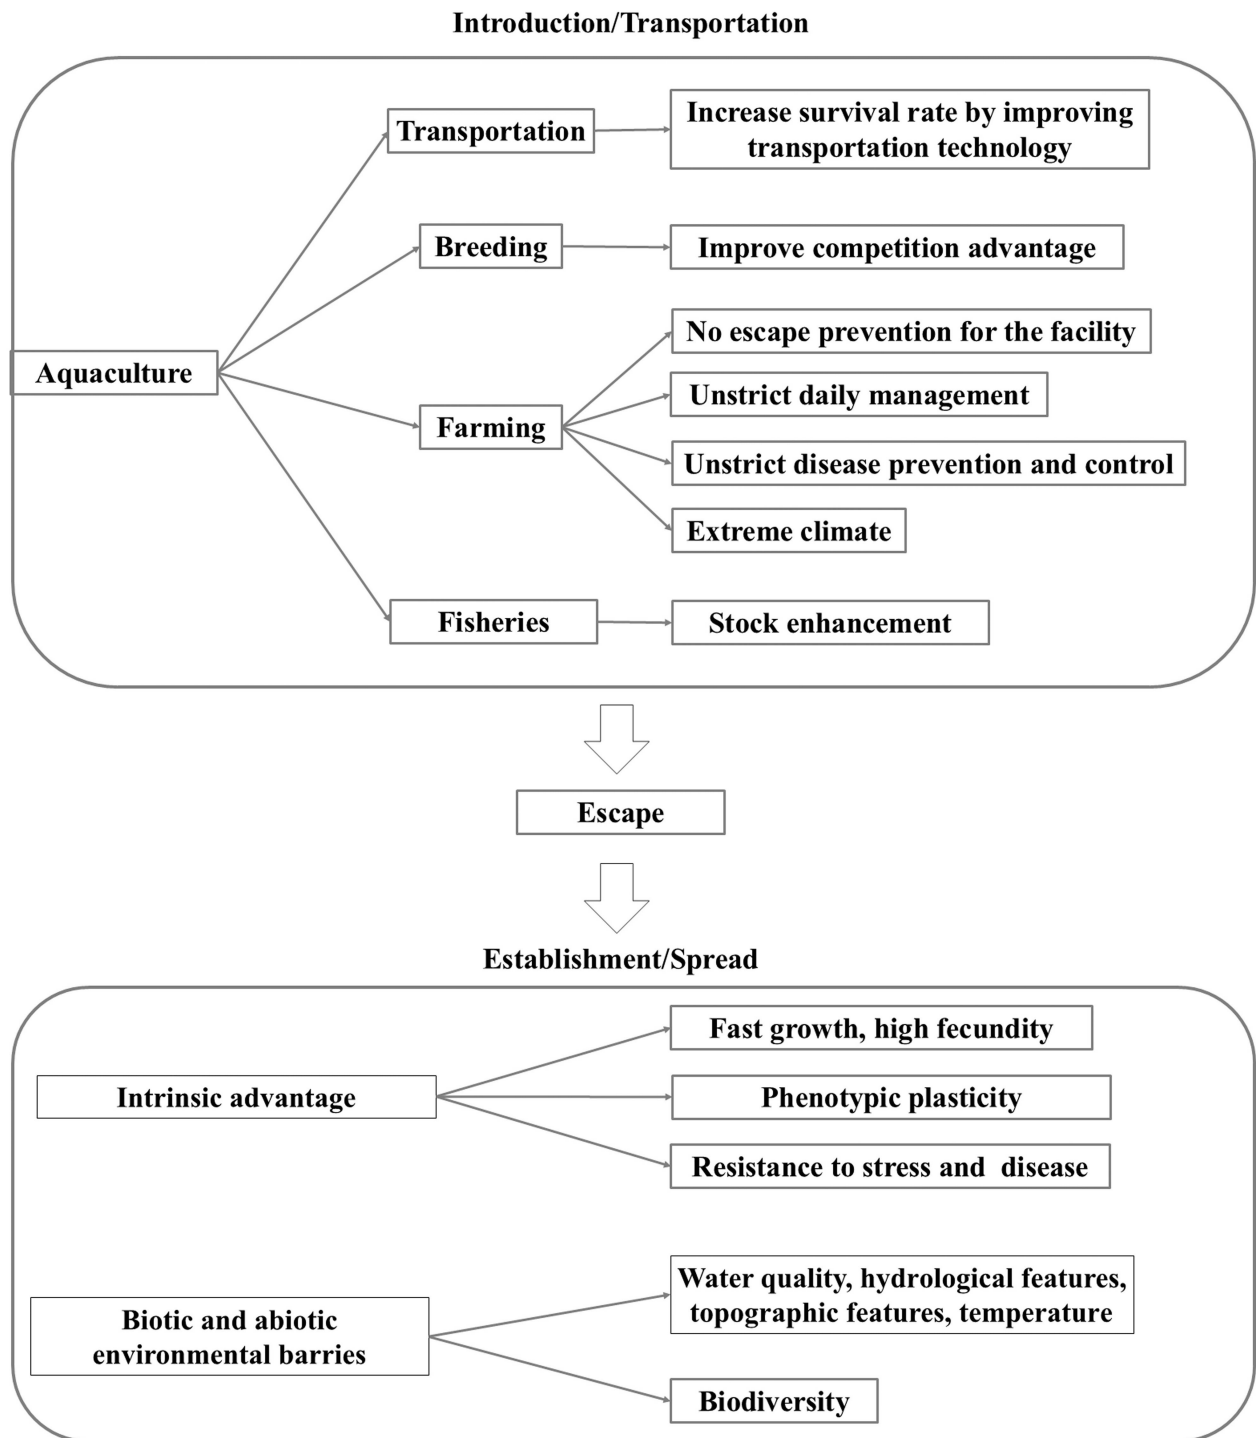 Introduction/Transportation
Transportation
Increase survival rate by improving
transportation technology
Breeding
Improve competition advantage
Aquaculture
Farming
No escape prevention for the facility
Unstrict daily management
Unstrict disease prevention and control
Extreme climate
Fisheries
Stock enhancement
Escape
Establishment/Spread
Intrinsic advantage
Fast growth, high fecundity
Phenotypic plasticity
Resistance to stress and  disease
Biotic and abiotic
environmental barries
Water quality, hydrological features,
topographic features, temperature
Biodiversity